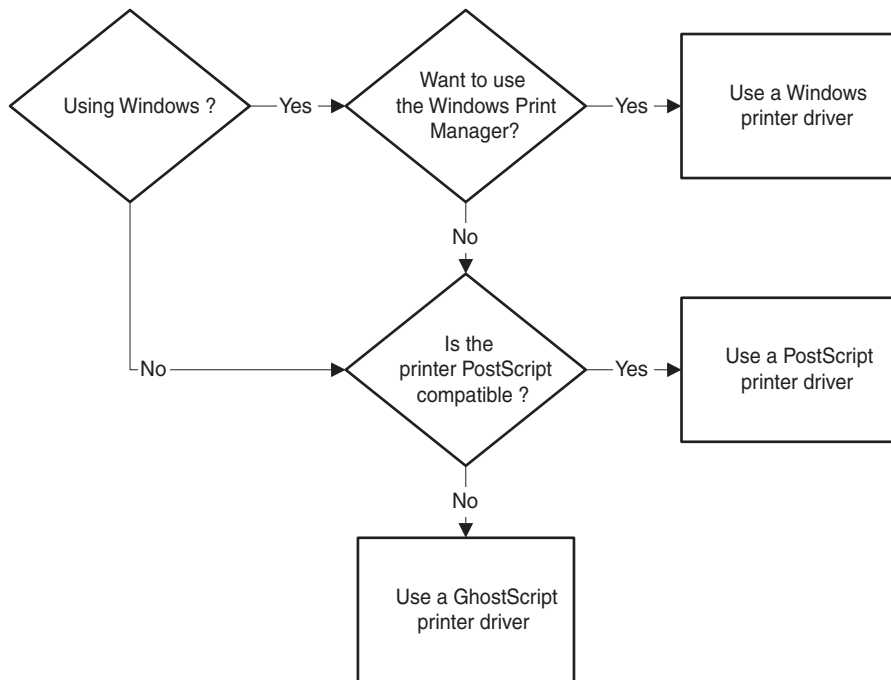 Using Windows ?
Yes
Want to use
the Windows Print
Manager?
Yes
Use a Windows
printer driver
No
No
Is the
printer PostScript
compatible ?
Yes
Use a PostScript
printer driver
No
Use a GhostScript
printer driver